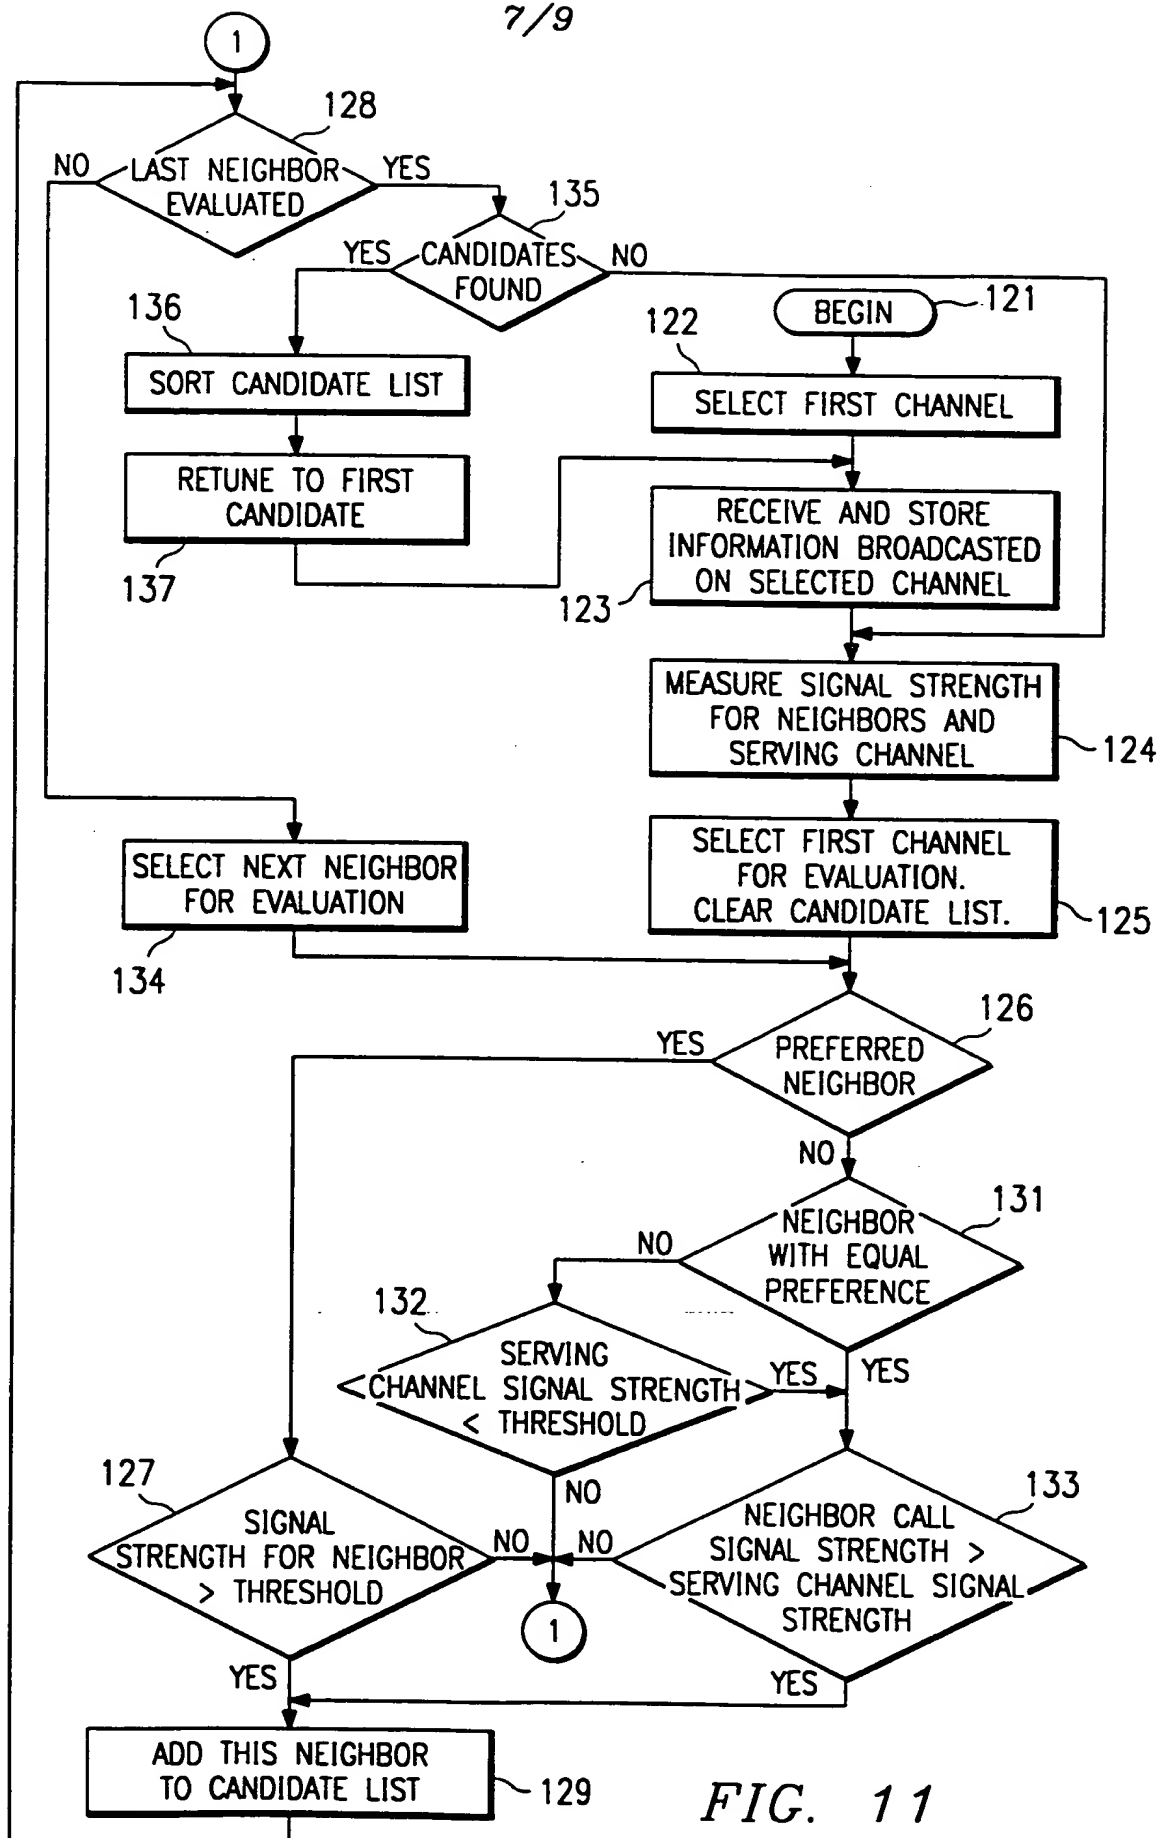 7/9
1
128
NO
LAST NEIGHBOR
EVALUATED
YES
135
YES
CANDIDATES
FOUND
NO
136
SORT CANDIDATE LIST
RETUNE TO FIRST
CANDIDATE
137
BEGIN
121
122
SELECT FIRST CHANNEL
RECEIVE AND STORE
INFORMATION BROADCASTED
ON SELECTED CHANNEL
123
MEASURE SIGNAL STRENGTH
FOR NEIGHBORS AND
SERVING CHANNEL
124
SELECT FIRST CHANNEL
FOR EVALUATION.
CLEAR CANDIDATE LIST.
125
SELECT NEXT NEIGHBOR
FOR EVALUATION
134
126
YES
PREFERRED
NEIGHBOR
NO
131
NEIGHBOR
WITH EQUAL
PREFERENCE
NO
YES
132
SERVING
CHANNEL SIGNAL STRENGTH
< THRESHOLD
YES
NO
127
SIGNAL
STRENGTH FOR NEIGHBOR
> THRESHOLD
NO
YES
133
NEIGHBOR CALL
SIGNAL STRENGTH >
SERVING CHANNEL SIGNAL
STRENGTH
NO
YES
1
ADD THIS NEIGHBOR
TO CANDIDATE LIST
129
FIG. 11